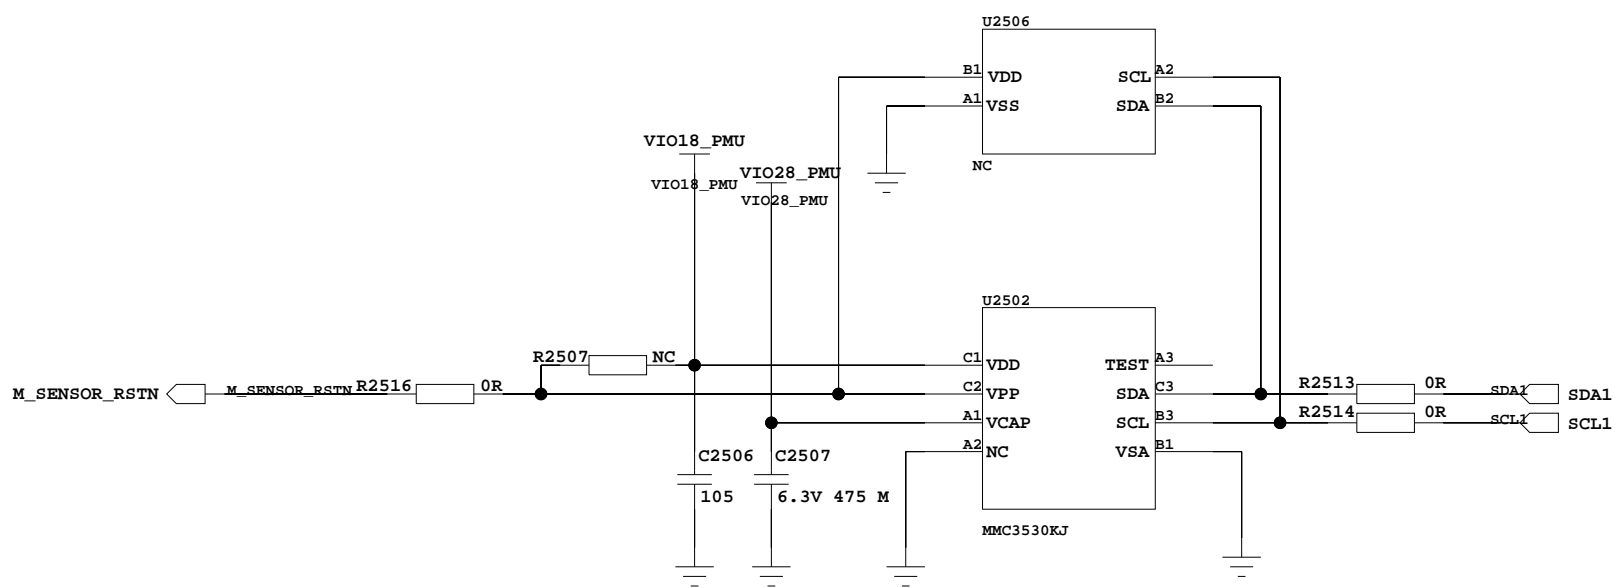 U2506
B1 VDD SCL A2
A1 VSS SDA B2
NC
VIO18_PMU
VIO18_PMU
VIO28_PMU
VIO28_PMU
U2502
R2507 NC
C1 VDD TEST A3
M_SENSOR_RSTN M_SENSOR_RSTN R2516 0R
C2 VPP SDA C3
R2513 0R SDA1 SDA1
A1 VCAP SCL B3
R2514 0R SCL1 SCL1
A2 NC VSA B1
C2506
105
C2507
6.3V 475 M
MMC3530KJ